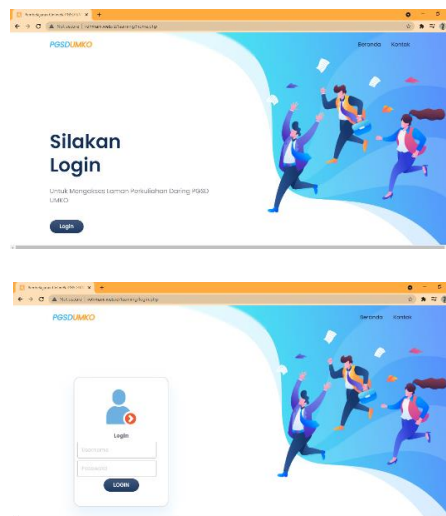 PGSDUMKO
Beranda Kontak
Silakan
Login
Untuk Mengakses Laman Perkuliahan Daring PGSD
UMKO
Login
PGSDUMKO
Beranda Kontak
Login
Username
Password
LOGIN